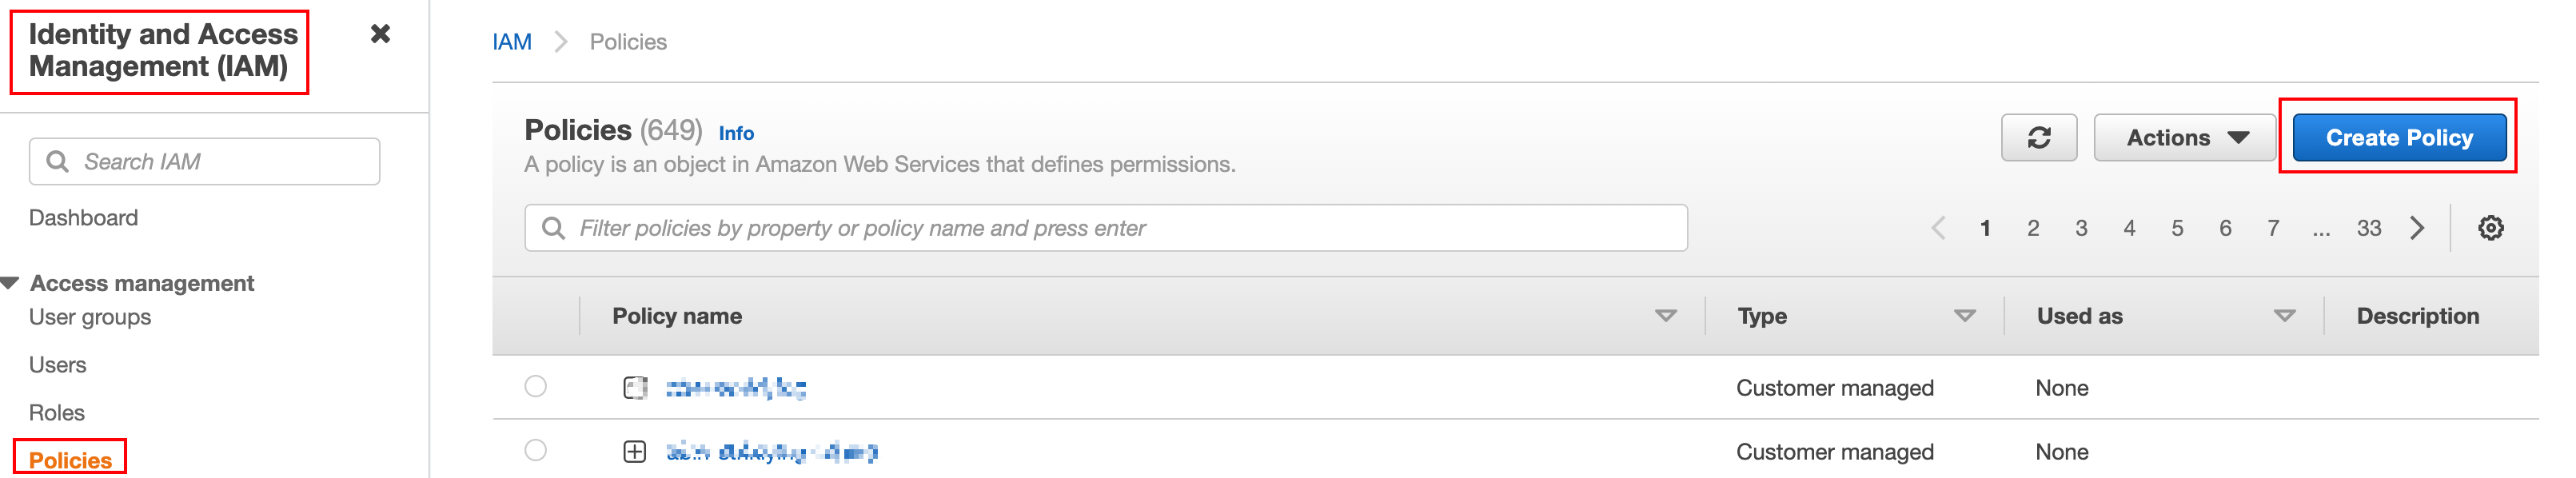 Identity and Access
Management (IAM)
Search IAM
Dashboard
Access management
User groups
Users
Roles
Policies
IAM > Policies
Policies (649) Info
A policy is an object in Amazon Web Services that defines permissions.
Actions
Create Policy
Filter policies by property or policy name and press enter
1 2 3 4 5 6 7 ... 33
Policy name Type Used as Description
Customer managed None
Customer managed None